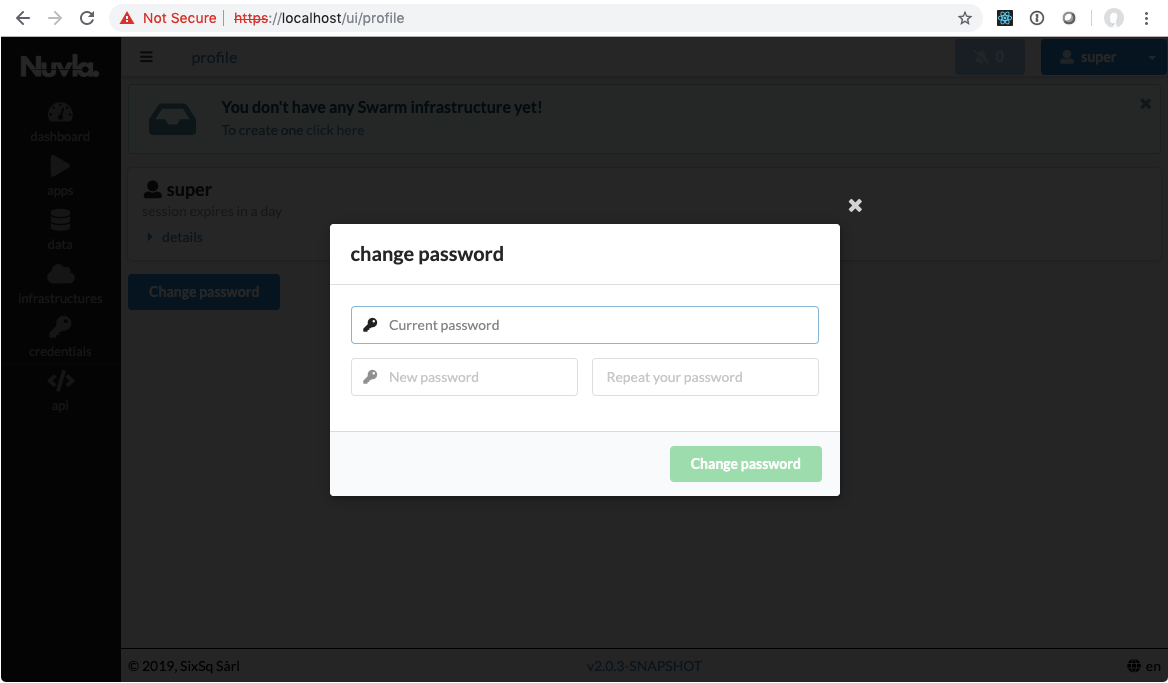 Not Secure https://localhost/ui/profile
Nuvla.
profile
0
super
You don't have any Swarm infrastructure yet!
To create one click here
dashboard
apps
data
infrastructures
credentials
api
super
session expires in a day
details
Change password
change password
Current password
New password
Repeat your password
Change password
© 2019, SixSq Sàrl
v2.0.3-SNAPSHOT
en